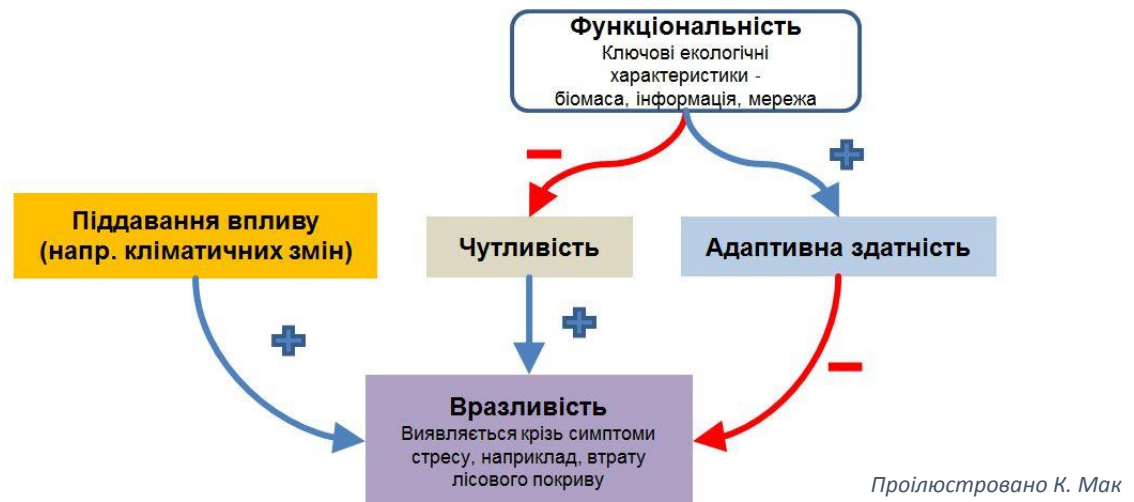 Функціональність
Ключові екологічні
характеристики -
біомаса, інформація, мережа
Піддавання впливу
(напр. кліматичних змін)
Чутливість
Адаптивна здатність
Вразливість
Виявляється крізь симптоми
стресу, наприклад, втрату
лісового покриву
Проілюстровано К. Мак